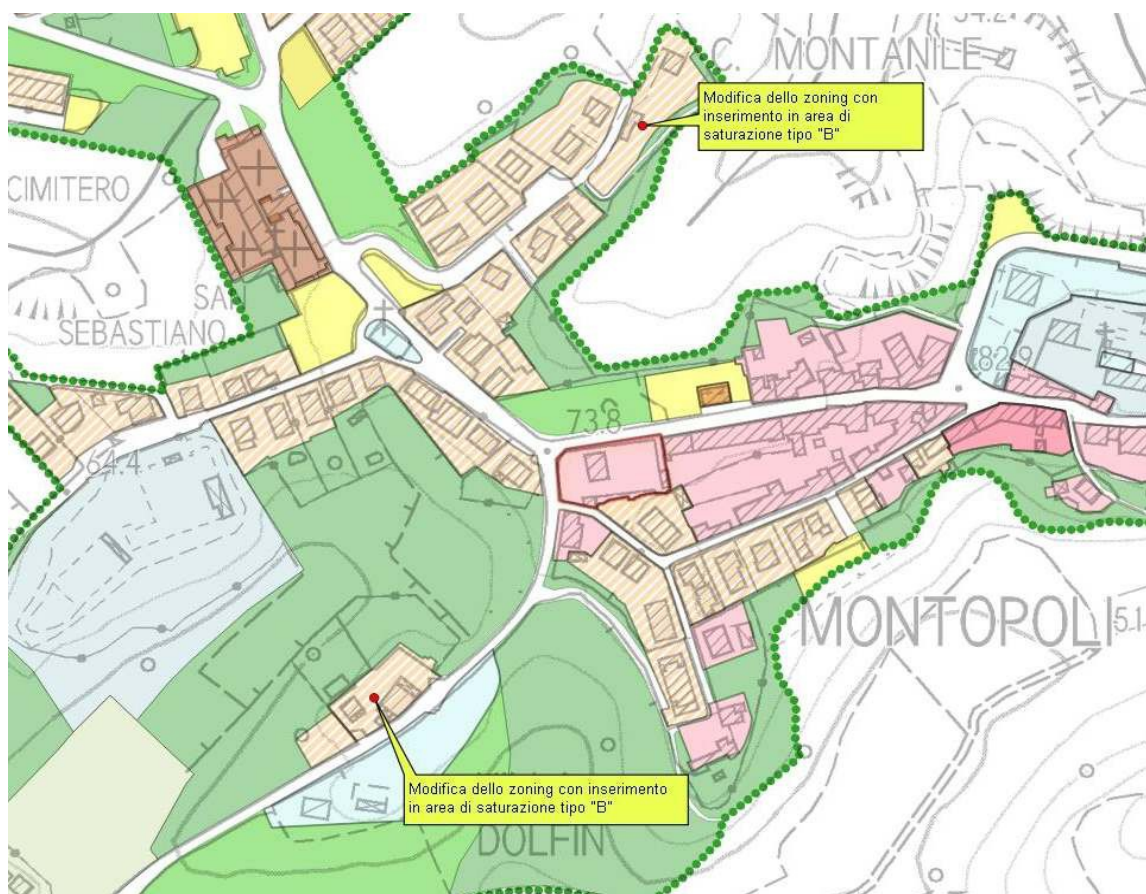 C. MONTANILE
Modifica dello zoning con
inserimento in area di
saturazione tipo "B"
CIMITERO
SAN
SEBASTIANO
73.8
64.4
MONTOPOLI
Modifica dello zoning con inserimento
in area di saturazione tipo "B"
DOLFIN